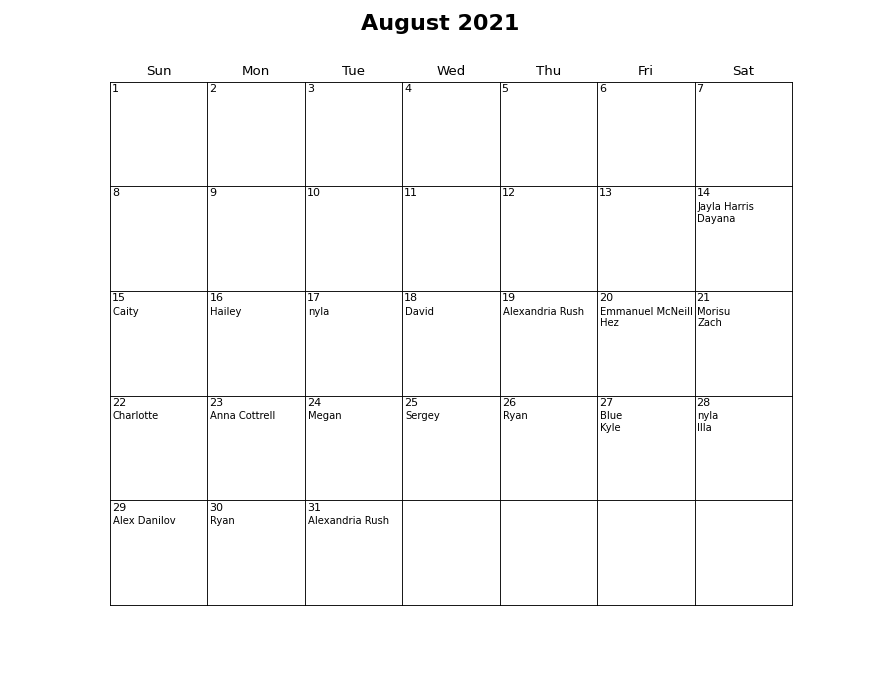 August 2021
Sun Mon Tue Wed Thu Fri Sat
1 2 3 4 5 6 7
8 9 10 11 12 13 14
Jayla Harris
Dayana
15 16 17 18 19 20 21
Caity Hailey nyla David Alexandria Rush Emmanuel McNeill Morisu
Hez Zach
22 23 24 25 26 27 28
Charlotte Anna Cottrell Megan Sergey Ryan Blue nyla
Kyle Illa
29 30 31
Alex Danilov Ryan Alexandria Rush